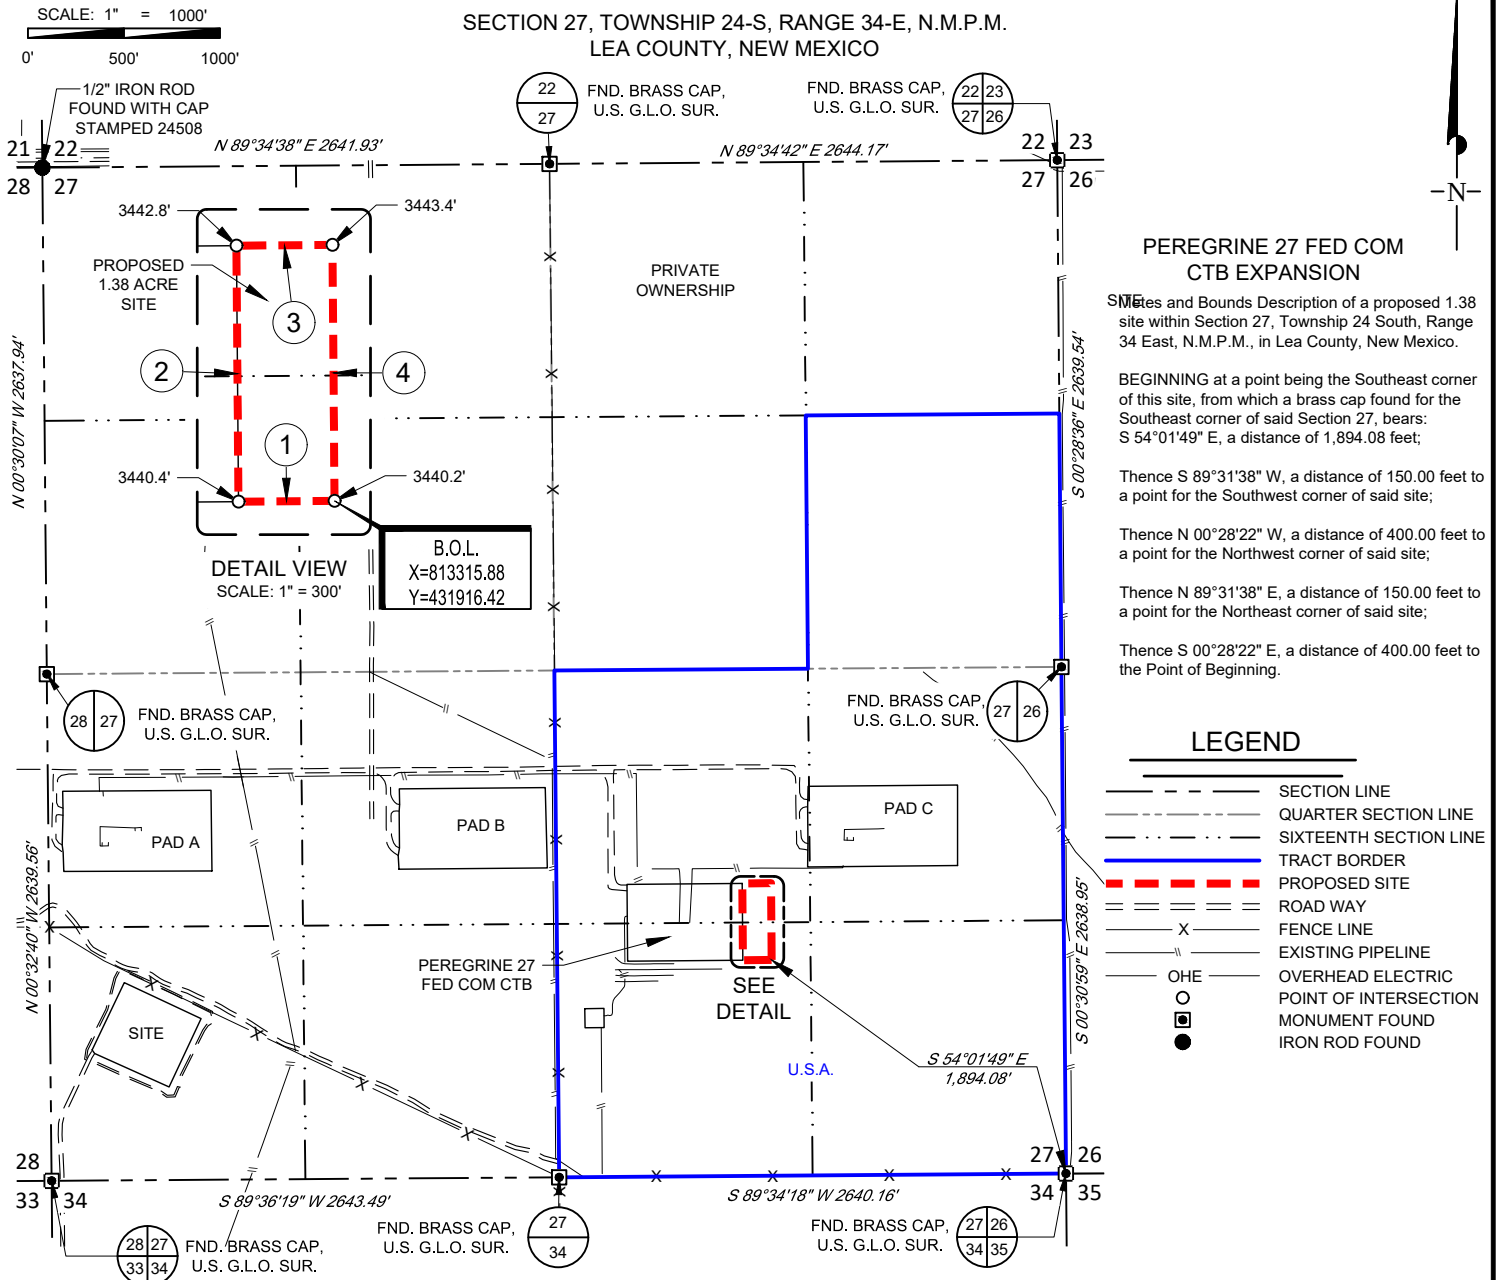 SCALE: 1" = 1000'
0' 500' 1000'
SECTION 27, TOWNSHIP 24-S, RANGE 34-E, N.M.P.M.
LEA COUNTY, NEW MEXICO
1/2" IRON ROD
FOUND WITH CAP
STAMPED 24508
22
27
FND. BRASS CAP,
U.S. G.L.O. SUR.
FND. BRASS CAP,
U.S. G.L.O. SUR.
22 23
27 26
21 22
28 27
N 89°34'38" E 2641.93'
N 89°34'42" E 2644.17'
22 23
27 26
-N-
3442.8'
3443.4'
PROPOSED
1.38 ACRE
SITE
3
2
4
1
3440.4'
3440.2'
PRIVATE
OWNERSHIP
N 00°30'07" W 2637.94'
S 00°28'36" E 2639.54'
B.O.L.
X=813315.88
Y=431916.42
DETAIL VIEW
SCALE: 1" = 300'
PEREGRINE 27 FED COM
CTB EXPANSION
SITE
Metes and Bounds Description of a proposed 1.38
site within Section 27, Township 24 South, Range
34 East, N.M.P.M., in Lea County, New Mexico.
BEGINNING at a point being the Southeast corner
of this site, from which a brass cap found for the
Southeast corner of said Section 27, bears:
S 54°01'49" E, a distance of 1,894.08 feet;
Thence S 89°31'38" W, a distance of 150.00 feet to
a point for the Southwest corner of said site;
Thence N 00°28'22" W, a distance of 400.00 feet to
a point for the Northwest corner of said site;
Thence N 89°31'38" E, a distance of 150.00 feet to
a point for the Northeast corner of said site;
Thence S 00°28'22" E, a distance of 400.00 feet to
the Point of Beginning.
28 27
FND. BRASS CAP,
U.S. G.L.O. SUR.
FND. BRASS CAP,
U.S. G.L.O. SUR.
27 26
PAD A
PAD B
PAD C
N 00°32'40" W 2639.56'
S 00°30'59" E 2638.95'
PEREGRINE 27
FED COM CTB
SEE
DETAIL
SITE
U.S.A.
S 54°01'49" E
1,894.08'
LEGEND
SECTION LINE
QUARTER SECTION LINE
SIXTEENTH SECTION LINE
TRACT BORDER
PROPOSED SITE
ROAD WAY
X FENCE LINE
EXISTING PIPELINE
OHE OVERHEAD ELECTRIC
POINT OF INTERSECTION
MONUMENT FOUND
IRON ROD FOUND
28
33 34
27 26
34 35
S 89°36'19" W 2643.49'
S 89°34'18" W 2640.16'
28 27
33 34
FND. BRASS CAP,
U.S. G.L.O. SUR.
FND. BRASS CAP,
U.S. G.L.O. SUR.
27
34
FND. BRASS CAP,
U.S. G.L.O. SUR.
27 26
34 35